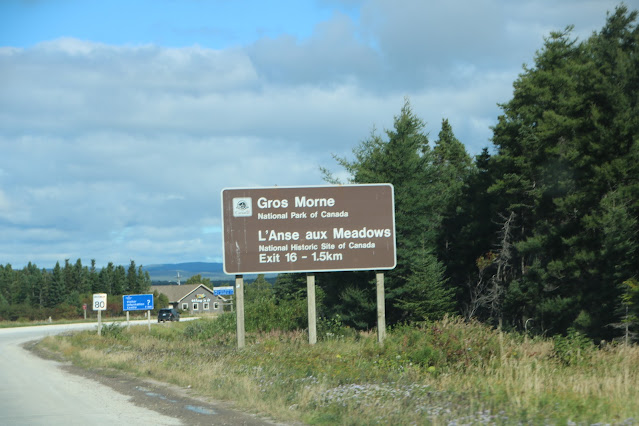 Gros Morne
National Park of Canada
L'Anse aux Meadows
National Historic Site of Canada
Exit 16 - 1.5km
80
?